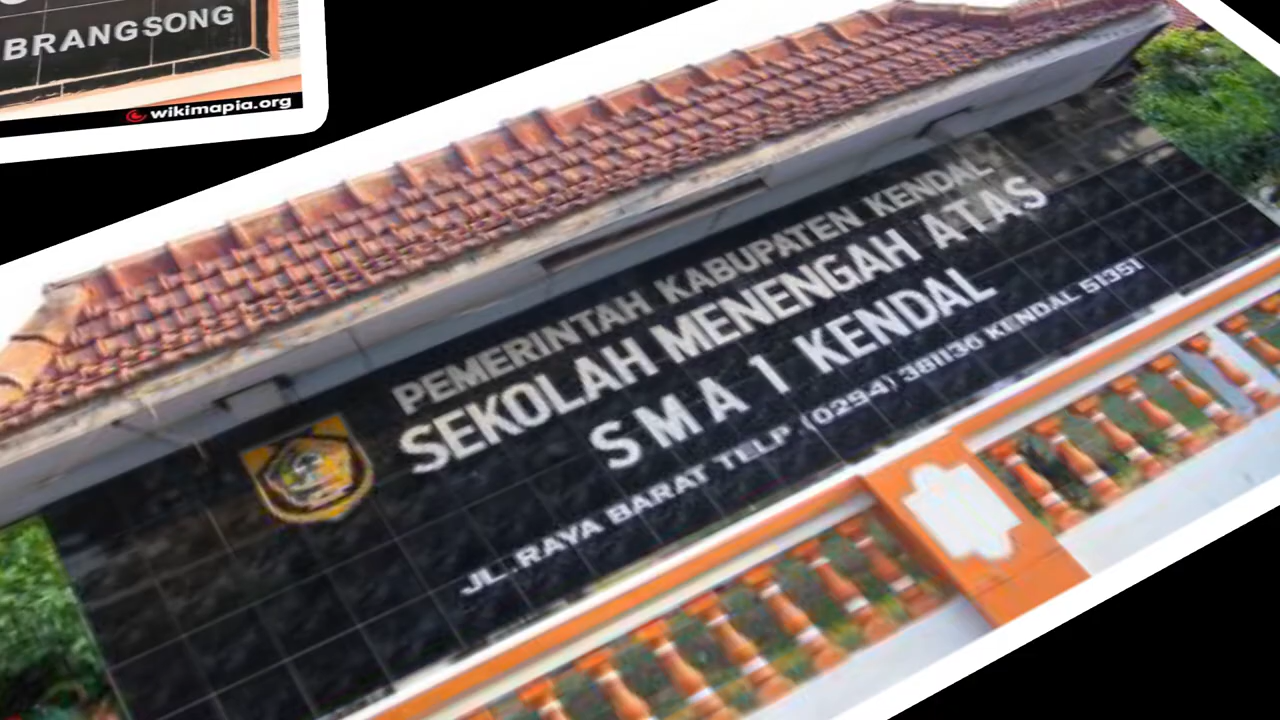 BRANGSONG
wikimapia.org
PEMERINTAH KABUPATEN KENDAL
SEKOLAH MENENGAH ATAS
SMA 1 KENDAL
JL. RAYA BARAT TELP (0294) 381136 KENDAL 51351